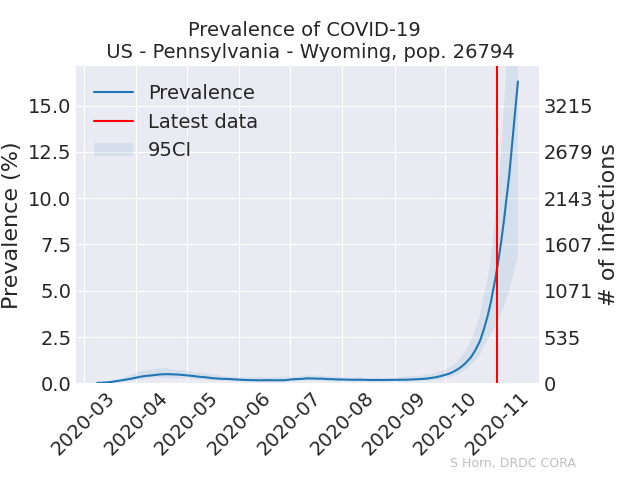 Prevalence of COVID-19
US - Pennsylvania - Wyoming, pop. 26794
Prevalence
Latest data
95CI
Prevalence (%)
15.0
12.5
10.0
7.5
5.0
2.5
0.0
3215
2679
2143
1607
1071
535
0
# of infections
2020-03
2020-04
2020-05
2020-06
2020-07
2020-08
2020-09
2020-10
2020-11
S Horn, DRDC CORA